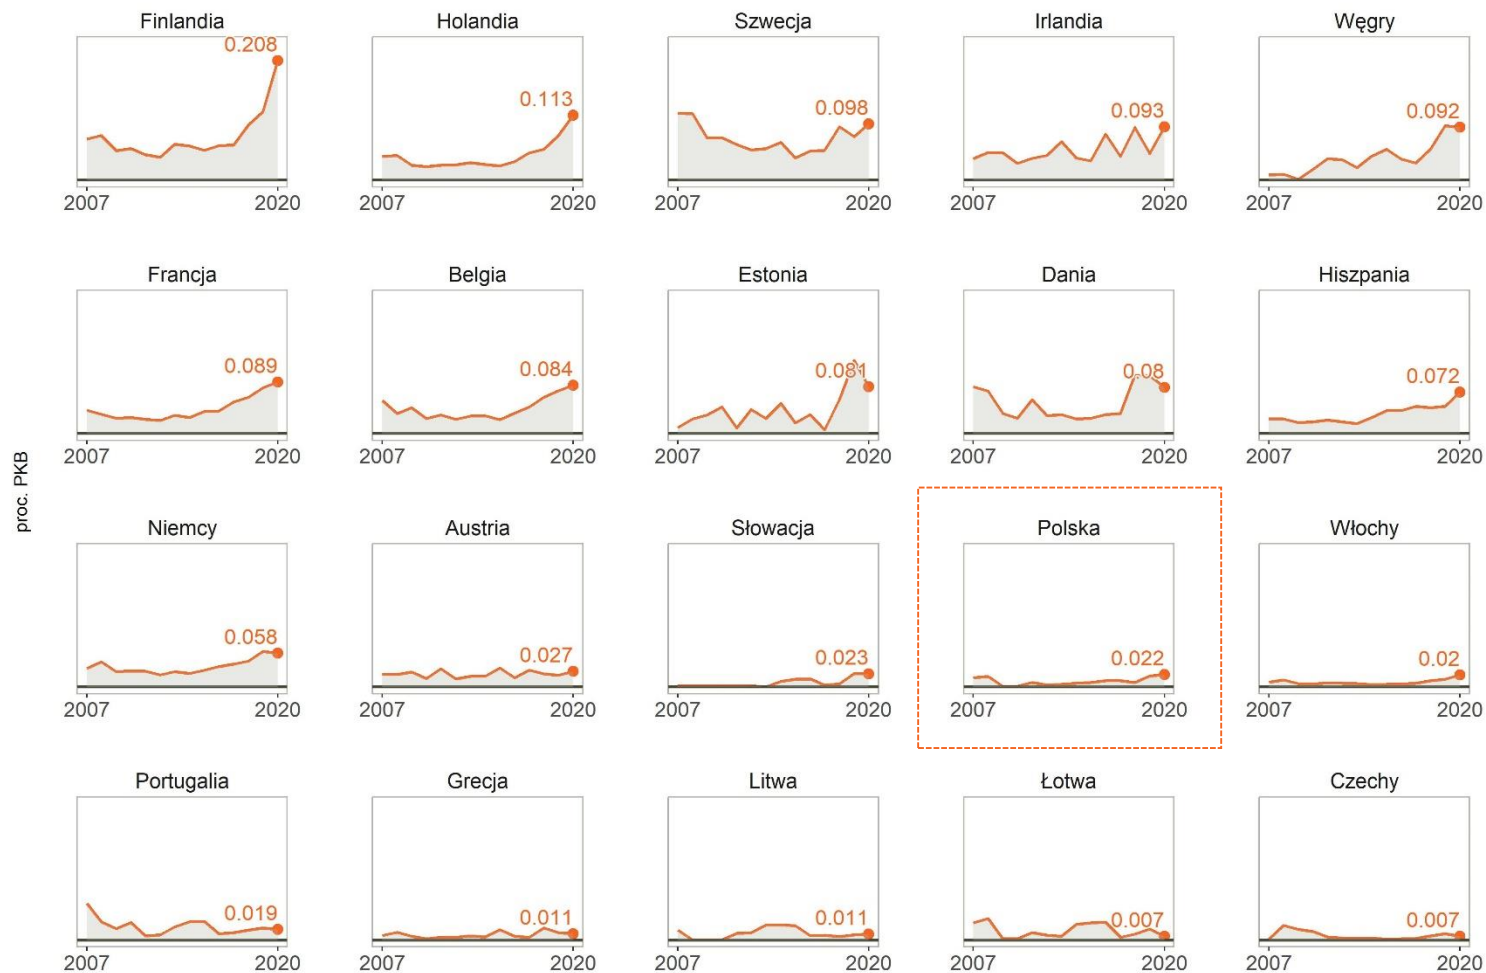 Finlandia
0.208
2007 2020
Holandia
0.113
2007 2020
Szwecja
0.098
2007 2020
Irlandia
0.093
2007 2020
Węgry
0.092
2007 2020
Francja
0.089
2007 2020
Belgia
0.084
2007 2020
Estonia
0.081
2007 2020
Dania
0.08
2007 2020
Hiszpania
0.072
2007 2020
proc. PKB
Niemcy
0.058
2007 2020
Austria
0.027
2007 2020
Słowacja
0.023
2007 2020
Polska
0.022
2007 2020
Włochy
0.02
2007 2020
Portugalia
0.019
2007 2020
Grecja
0.011
2007 2020
Litwa
0.011
2007 2020
Łotwa
0.007
2007 2020
Czechy
0.007
2007 2020